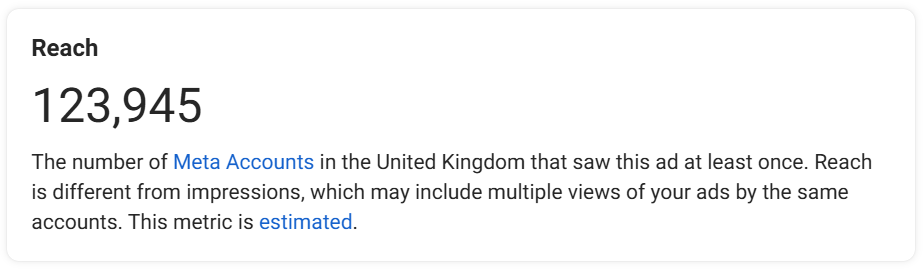 Reach
123,945
The number of Meta Accounts in the United Kingdom that saw this ad at least once. Reach
is different from impressions, which may include multiple views of your ads by the same
accounts. This metric is estimated.